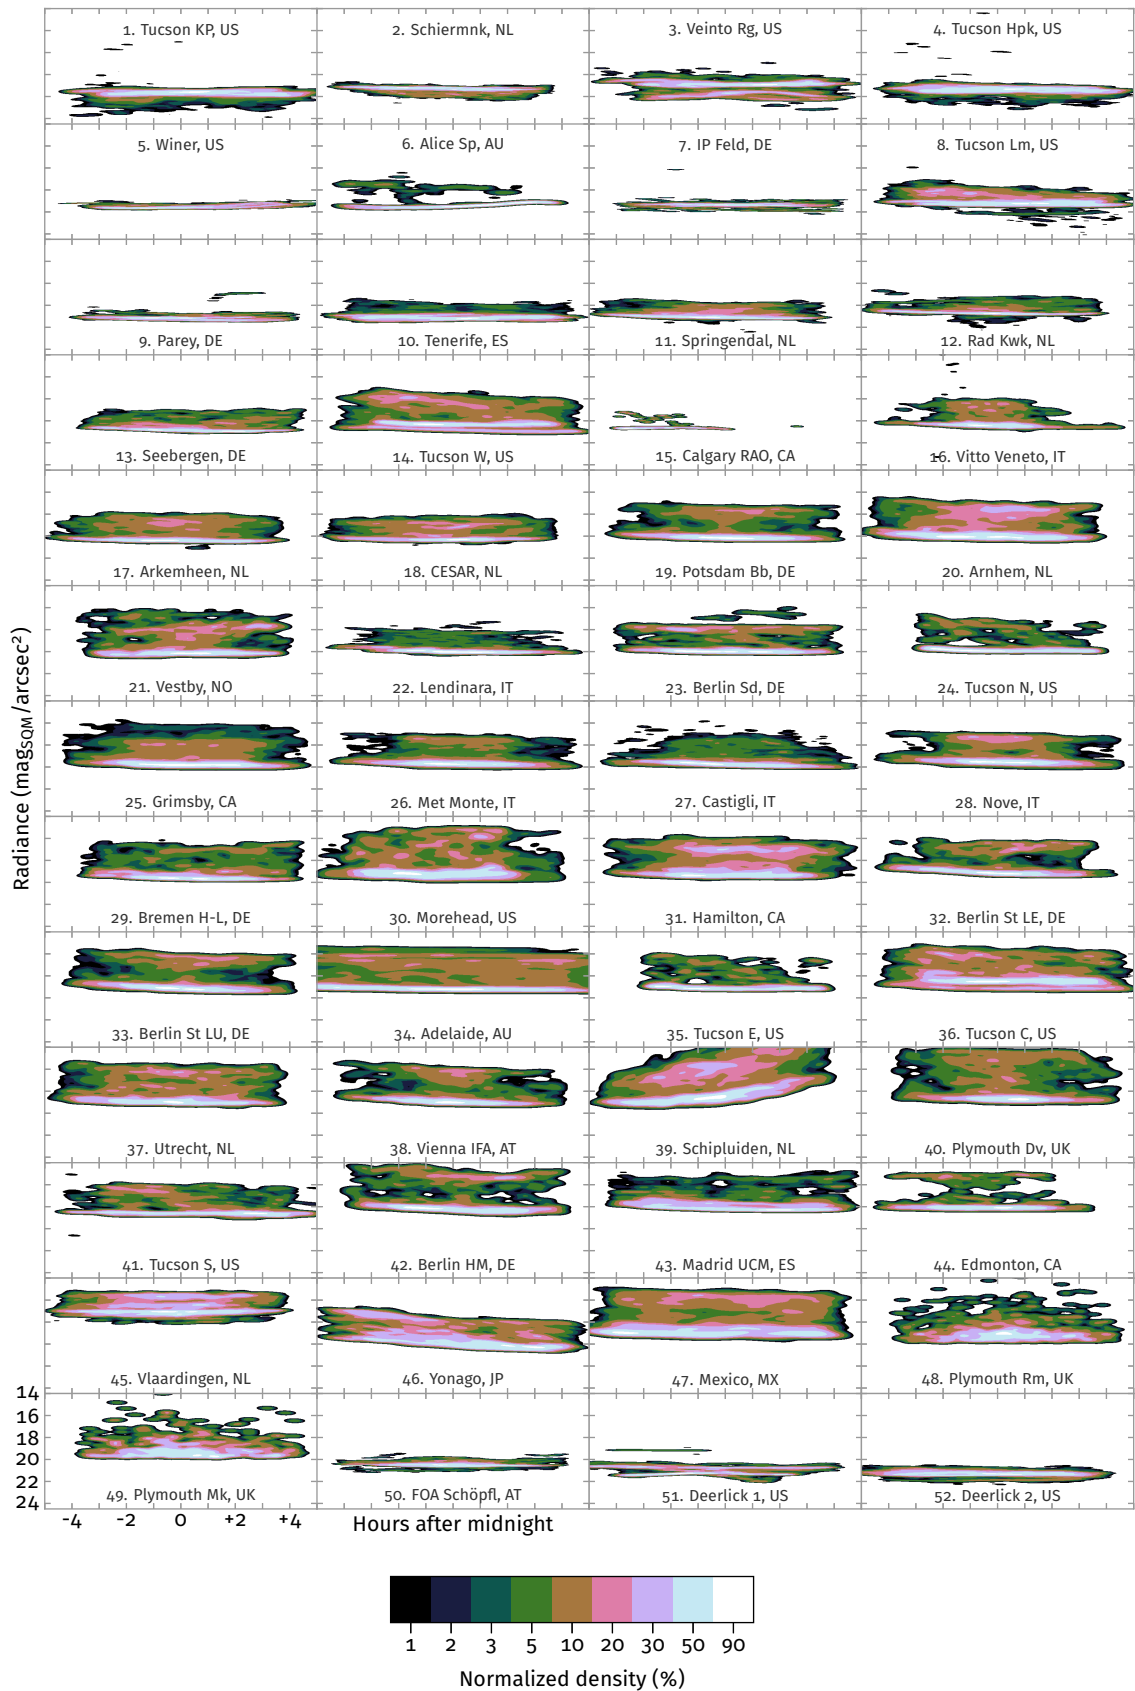 1. Tucson KP, US
2. Schiermnk, NL
3. Veinto Rg, US
4. Tucson Hpk, US
5. Winer, US
6. Alice Sp, AU
7. IP Feld, DE
8. Tucson Lm, US
9. Parey, DE
10. Tenerife, ES
11. Springendal, NL
12. Rad Kwk, NL
13. Seebergen, DE
14. Tucson W, US
15. Calgary RAO, CA
16. Vitto Veneto, IT
17. Arkemheen, NL
18. CESAR, NL
19. Potsdam Bb, DE
20. Arnhem, NL
21. Vestby, NO
22. Lendinara, IT
23. Berlin Sd, DE
24. Tucson N, US
25. Grimsby, CA
26. Met Monte, IT
27. Castigli, IT
28. Nove, IT
29. Bremen H-L, DE
30. Morehead, US
31. Hamilton, CA
32. Berlin St LE, DE
33. Berlin St LU, DE
34. Adelaide, AU
35. Tucson E, US
36. Tucson C, US
37. Utrecht, NL
38. Vienna IFA, AT
39. Schipluiden, NL
40. Plymouth Dv, UK
41. Tucson S, US
42. Berlin HM, DE
43. Madrid UCM, ES
44. Edmonton, CA
45. Vlaardingen, NL
46. Yonago, JP
47. Mexico, MX
48. Plymouth Rm, UK
49. Plymouth Mk, UK
50. FOA Schöpfl, AT
51. Deerlick 1, US
52. Deerlick 2, US
Radiance (magSQM/arcsec²)
14
16
18
20
22
24
-4 -2 0 +2 +4
Hours after midnight
1 2 3 5 10 20 30 50 90
Normalized density (%)